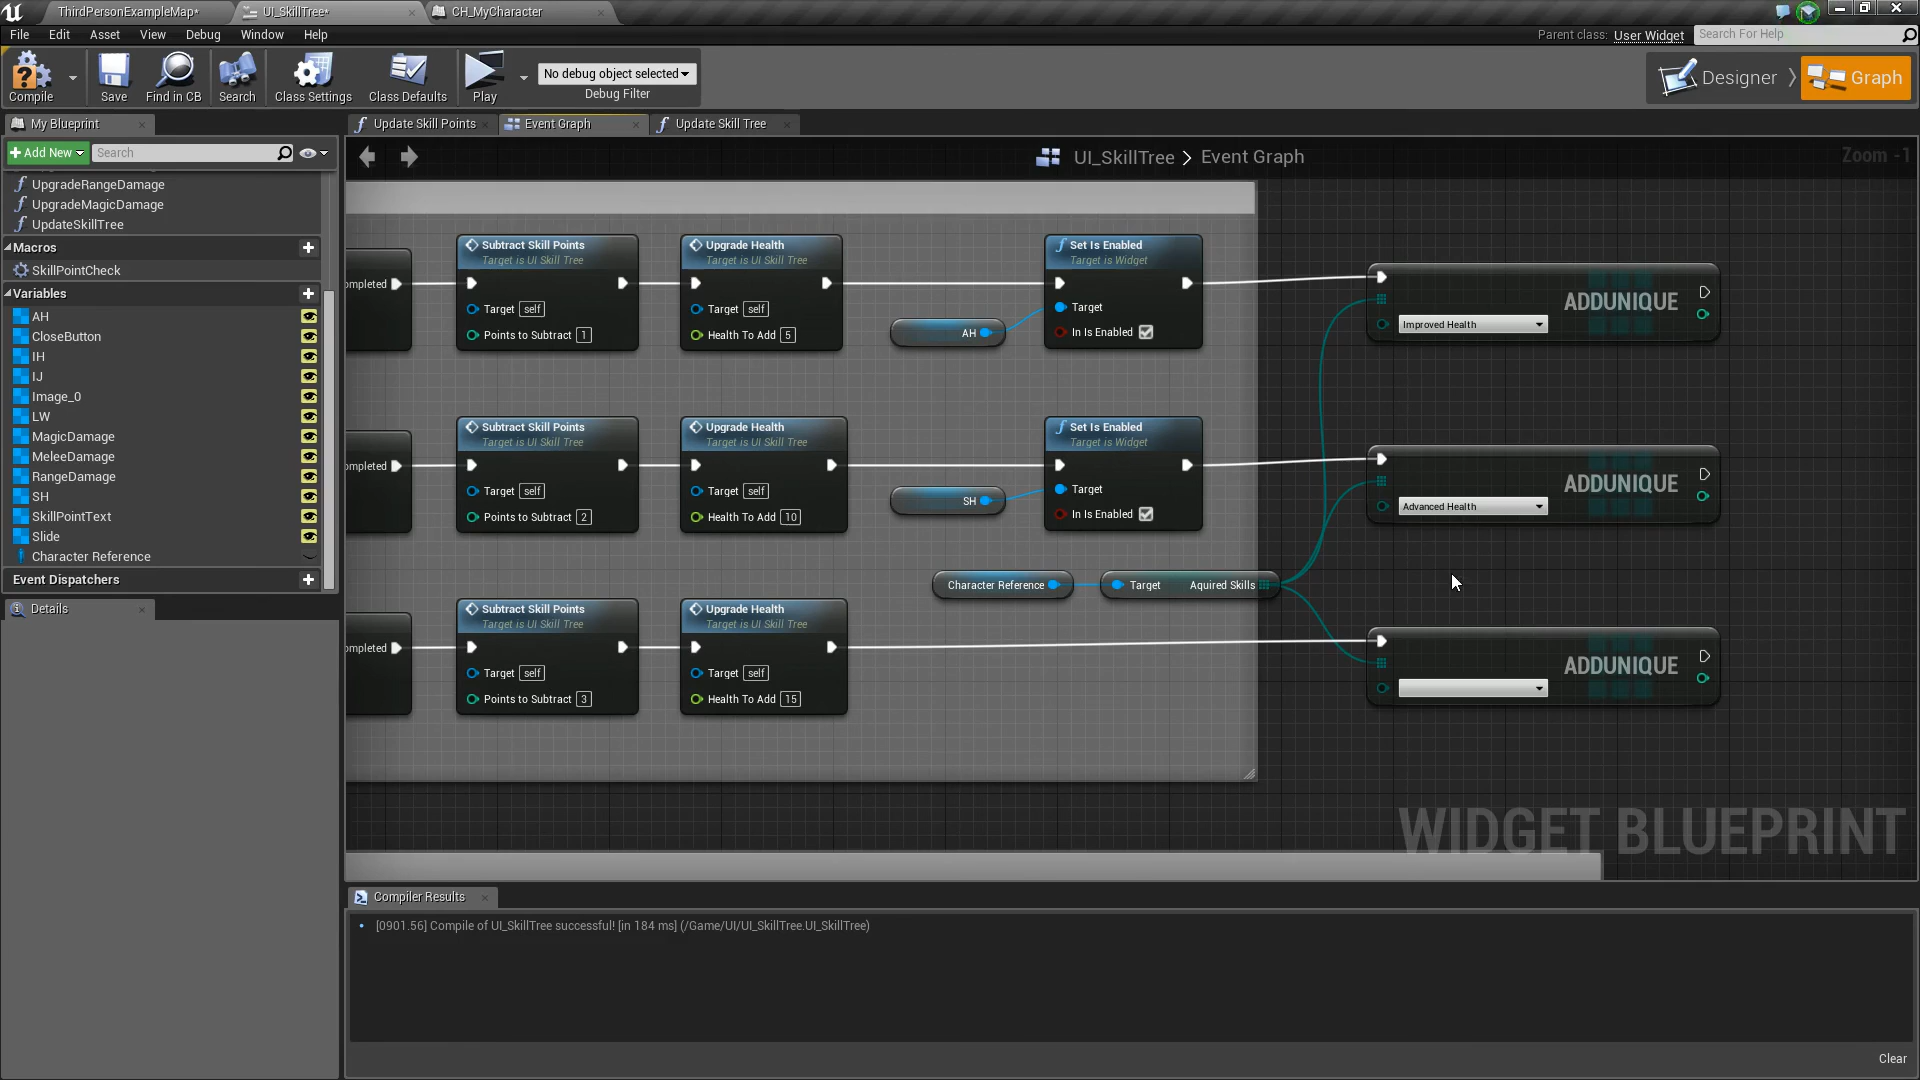 ThirdPersonExampleMap*
UI_SkillTree*
CH_MyCharacter
File Edit Asset View Debug Window Help
Parent class: User Widget
Search For Help
Compile
Save
Find in CB
Search
Class Settings
Class Defaults
Play
No debug object selected
Debug Filter
Designer
Graph
My Blueprint
Add New
Search
UpgradeRangeDamage
UpgradeMagicDamage
UpdateSkillTree
Macros
SkillPointCheck
Variables
AH
CloseButton
IH
IJ
Image_0
LW
MagicDamage
MeleeDamage
RangeDamage
SH
SkillPointText
Slide
Character Reference
Event Dispatchers
Details
Update Skill Points
Event Graph
Update Skill Tree
UI_SkillTree > Event Graph
Zoom -1
ompleted
Subtract Skill Points
Target is UI Skill Tree
Target self
Points to Subtract 1
Upgrade Health
Target is UI Skill Tree
Target self
Health To Add 5
AH
Set Is Enabled
Target is Widget
Target
In Is Enabled
Improved Health
ADDUNIQUE
ompleted
Subtract Skill Points
Target is UI Skill Tree
Target self
Points to Subtract 2
Upgrade Health
Target is UI Skill Tree
Target self
Health To Add 10
SH
Set Is Enabled
Target is Widget
Target
In Is Enabled
Advanced Health
ADDUNIQUE
Character Reference
Target Aquired Skills
ompleted
Subtract Skill Points
Target is UI Skill Tree
Target self
Points to Subtract 3
Upgrade Health
Target is UI Skill Tree
Target self
Health To Add 15
ADDUNIQUE
WIDGET BLUEPRINT
Compiler Results
[0901.56] Compile of UI_SkillTree successful! [in 184 ms] (/Game/UI/UI_SkillTree.UI_SkillTree)
Clear